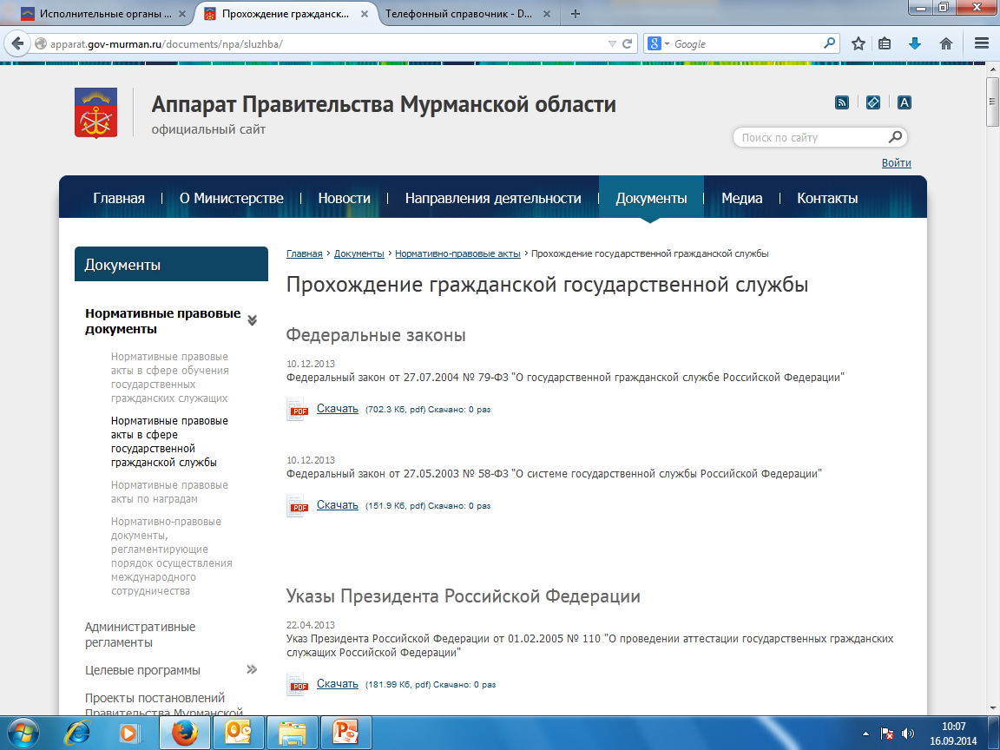 Исполнительные органы ...
Прохождение гражданск...
Телефонный справочник - D...
apparat.gov-murman.ru/documents/npa/sluzhba/
Google
Аппарат Правительства Мурманской области
официальный сайт
A
Поиск по сайту
Войти
Главная
О Министерстве
Новости
Направления деятельности
Документы
Медиа
Контакты
Документы
Нормативные правовые
документы
Нормативные правовые
акты в сфере обучения
государственных
гражданских служащих
Нормативные правовые
акты в сфере
государственной
гражданской службы
Нормативные правовые
акты по наградам
Нормативно-правовые
документы,
регламентирующие
порядок осуществления
международного
сотрудничества
Административные
регламенты
Целевые программы
Проекты постановлений
Правительства Мурманской
Главная › Документы › Нормативно-правовые акты › Прохождение государственной гражданской службы
Прохождение гражданской государственной службы
Федеральные законы
10.12.2013
Федеральный закон от 27.07.2004 № 79-ФЗ "О государственной гражданской службе Российской Федерации"
PDF Скачать (702.3 Кб, pdf) Скачано: 0 раз
10.12.2013
Федеральный закон от 27.05.2003 № 58-ФЗ "О системе государственной службы Российской Федерации"
PDF Скачать (151.9 Кб, pdf) Скачано: 0 раз
Указы Президента Российской Федерации
22.04.2013
Указ Президента Российской Федерации от 01.02.2005 № 110 "О проведении аттестации государственных гражданских
служащих Российской Федерации"
PDF Скачать (181.99 Кб, pdf) Скачано: 0 раз
10:07
16.09.2014